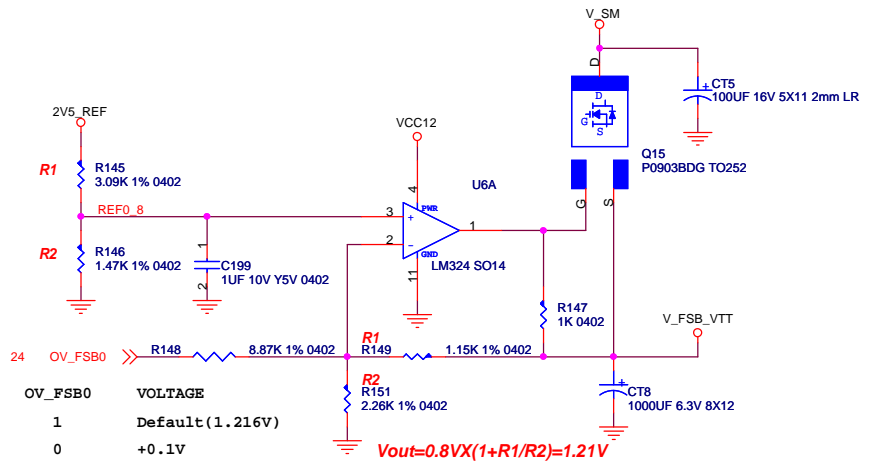 V_SM
D
CT5
100UF 16V 5X11 2mm LR
D
G
S
Q15
P0903BDG TO252
G
S
2V5_REF
R1
R145
3.09K 1% 0402
REF0_8
R2
R146
1.47K 1% 0402
1
C199
1UF 10V Y5V 0402
2
VCC12
4
U6A
PWR
3
+
1
2
-
GND
LM324 SO14
11
R147
1K 0402
V_FSB_VTT
24 OV_FSB0
R148
8.87K 1% 0402
R1
R149
1.15K 1% 0402
R2
R151
2.26K 1% 0402
CT8
1000UF 6.3V 8X12
OV_FSB0 VOLTAGE
1 Default(1.216V)
0 +0.1V
Vout=0.8VX(1+R1/R2)=1.21V